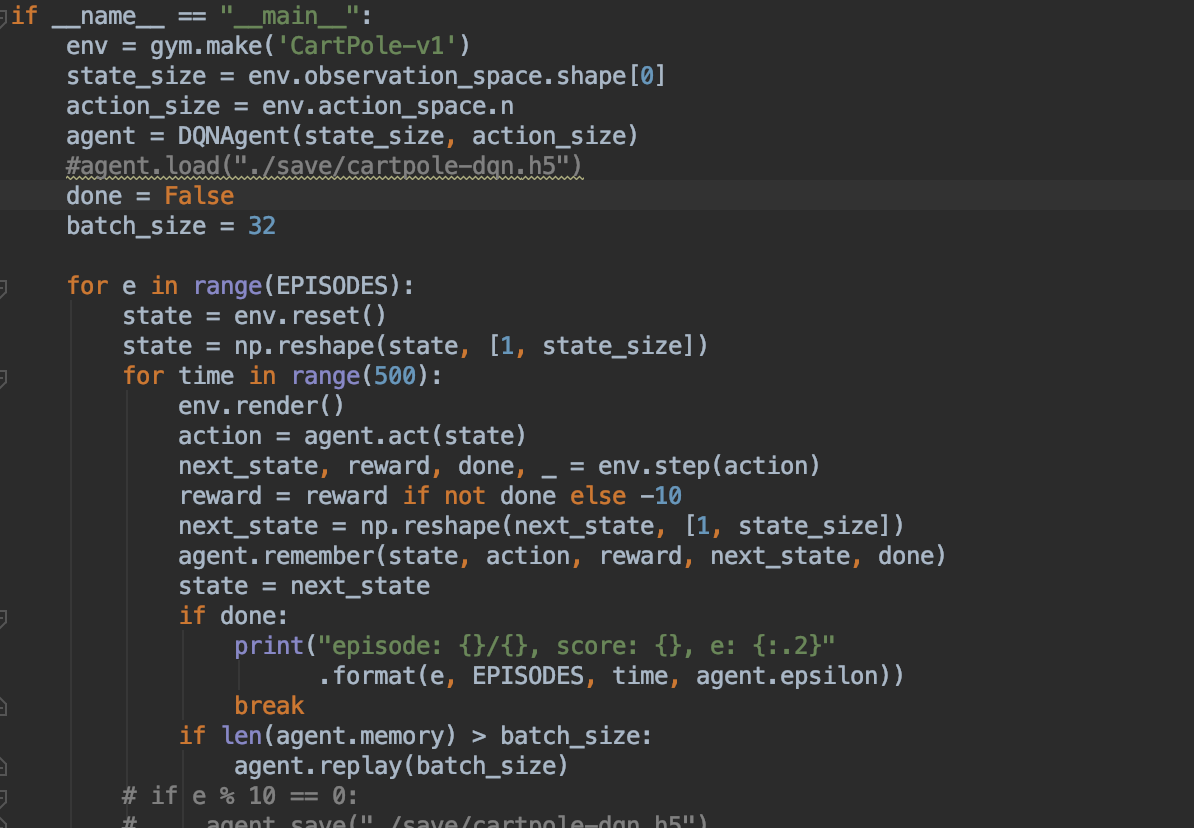 if __name__ == "__main__":
    env = gym.make('CartPole-v1')
    state_size = env.observation_space.shape[0]
    action_size = env.action_space.n
    agent = DQNAgent(state_size, action_size)
    #agent.load("./save/cartpole-dqn.h5")
    done = False
    batch_size = 32

    for e in range(EPISODES):
        state = env.reset()
        state = np.reshape(state, [1, state_size])
        for time in range(500):
            env.render()
            action = agent.act(state)
            next_state, reward, done, _ = env.step(action)
            reward = reward if not done else -10
            next_state = np.reshape(next_state, [1, state_size])
            agent.remember(state, action, reward, next_state, done)
            state = next_state
            if done:
                print("episode: {}/{}, score: {}, e: {:.2}"
                      .format(e, EPISODES, time, agent.epsilon))
                break
            if len(agent.memory) > batch_size:
                agent.replay(batch_size)
        # if e % 10 == 0:
        #     agent.save("./save/cartpole-dqn.h5")